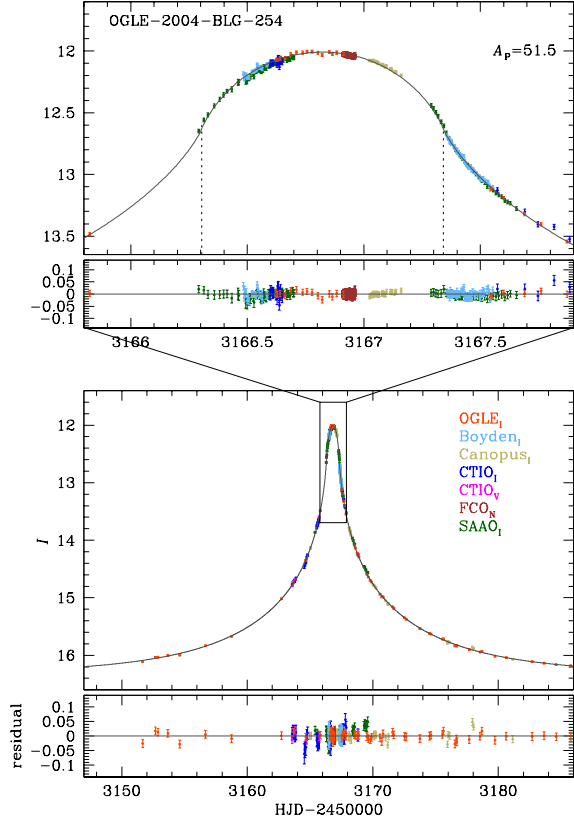 OGLE-2004-BLG-254
A_P=51.5
12
12.5
13
13.5
0.1
0.05
0
-0.05
-0.1
3166 3166.5 3167 3167.5
12
13
14
15
16
I
OGLE_I
Boyden_I
Canopus_I
CTIO_I
CTIO_V
FCO_N
SAAO_I
residual
0.1
0.05
0
-0.05
-0.1
3150 3160 3170 3180
HJD-2450000